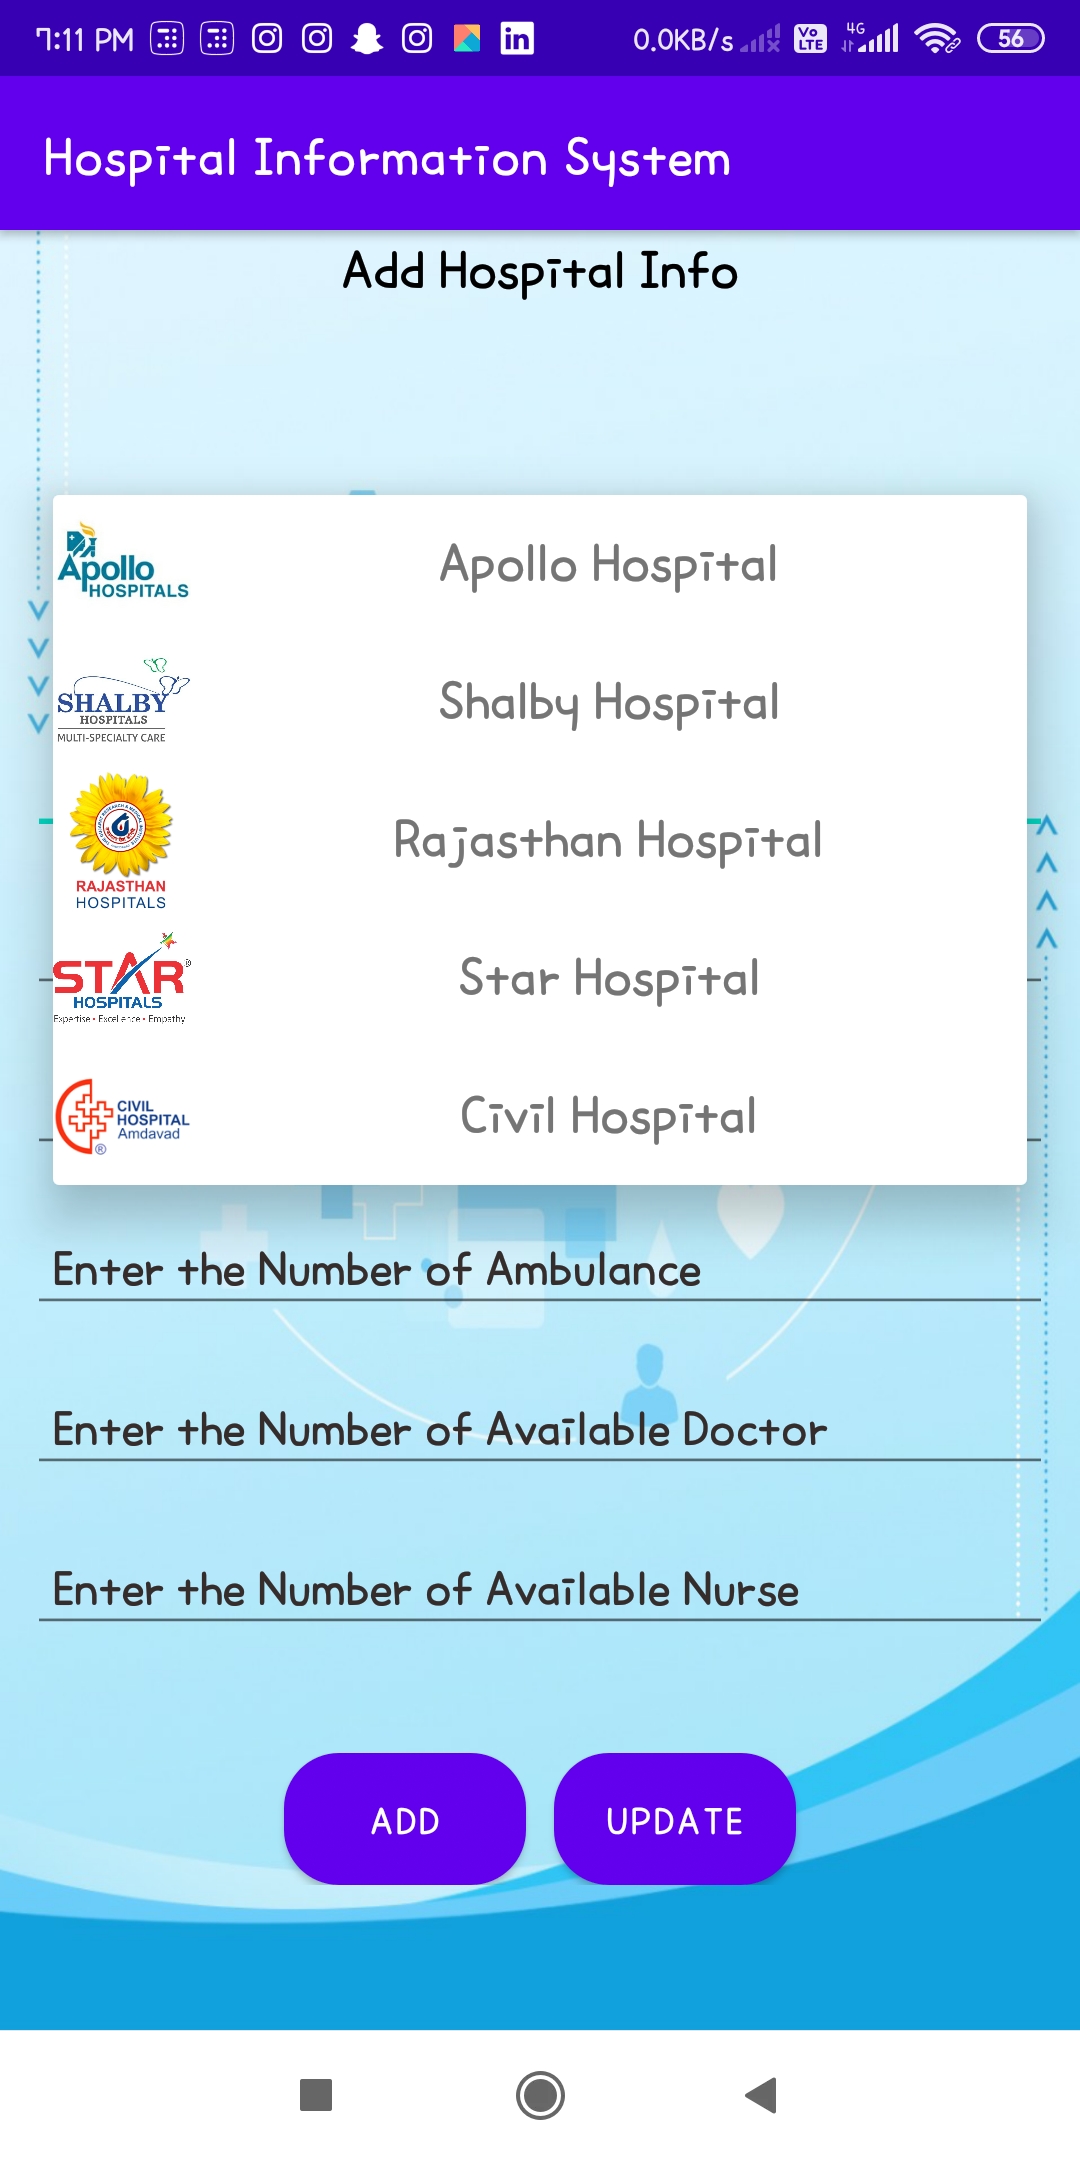 7:11 PM
0.0KB/s
Vo
LTE
4G
56
Hospital Information System
Add Hospital Info
Apollo
HOSPITALS
Apollo Hospital
SHALBY
HOSPITALS
MULTI-SPECIALTY CARE
Shalby Hospital
RAJASTHAN
HOSPITALS
Rajasthan Hospital
STAR
HOSPITALS
Expertise • Excellence • Empathy
Star Hospital
CIVIL
HOSPITAL
Amdavad
®
Civil Hospital
Enter the Number of Ambulance
Enter the Number of Available Doctor
Enter the Number of Available Nurse
ADD
UPDATE